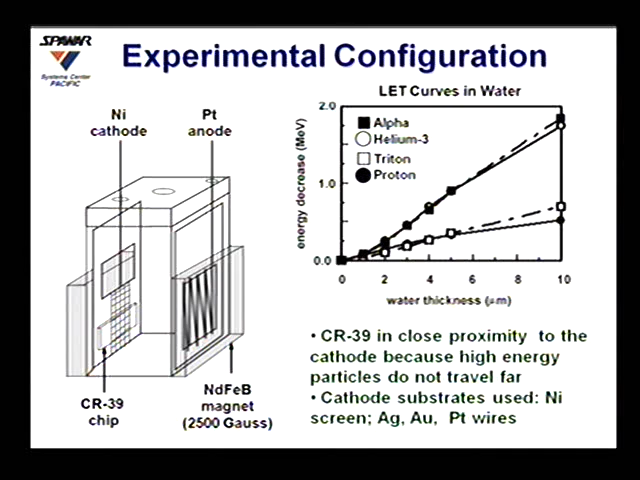 SPAWAR
Systems Center
PACIFIC
Experimental Configuration
Ni
cathode
Pt
anode
CR-39
chip
NdFeB
magnet
(2500 Gauss)
LET Curves in Water
energy decrease (MeV)
2.0
1.0
0.0
Alpha
Helium-3
Triton
Proton
0 2 4 6 8 10
water thickness (μm)
• CR-39 in close proximity to the
cathode because high energy
particles do not travel far
• Cathode substrates used: Ni
screen; Ag, Au, Pt wires